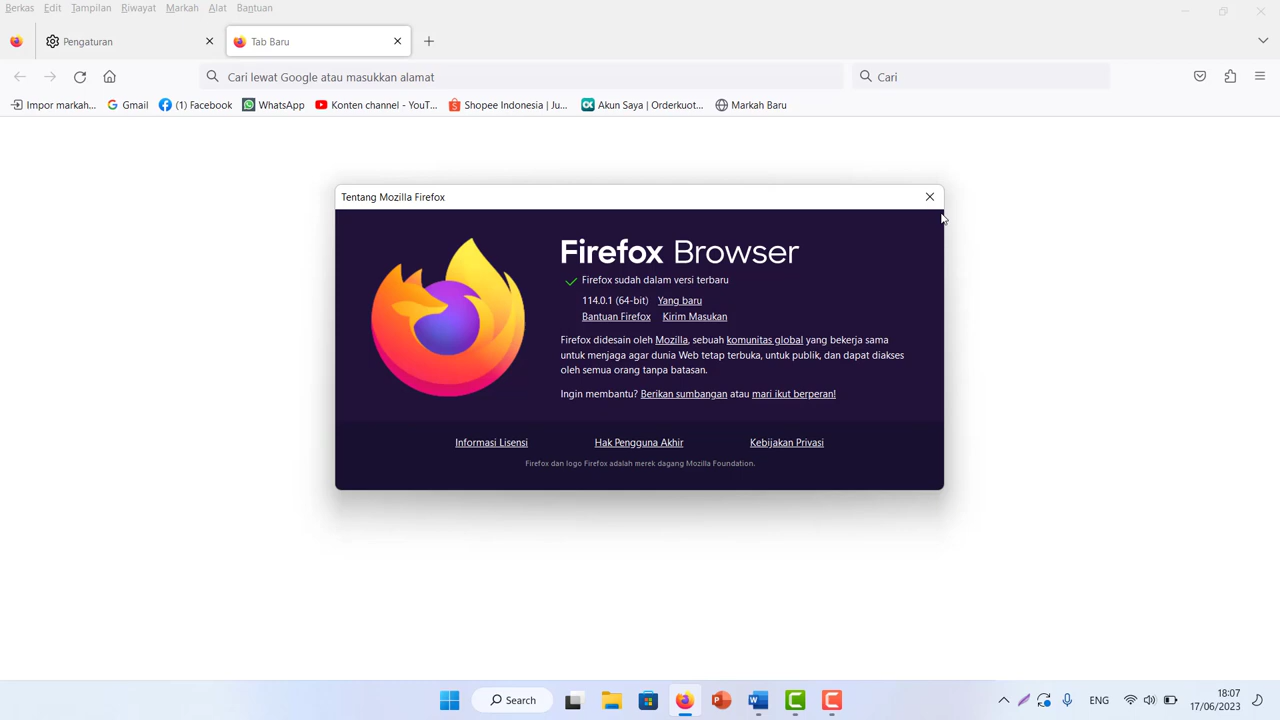 Berkas Edit Tampilan Riwayat Markah Alat Bantuan
Pengaturan Tab Baru
Cari lewat Google atau masukkan alamat Cari
Impor markah... Gmail (1) Facebook WhatsApp Konten channel - YouT... Shopee Indonesia | Ju... Akun Saya | Orderkuot... Markah Baru
Tentang Mozilla Firefox
Firefox Browser
Firefox sudah dalam versi terbaru
114.0.1 (64-bit) Yang baru
Bantuan Firefox Kirim Masukan
Firefox didesain oleh Mozilla, sebuah komunitas global yang bekerja sama
untuk menjaga agar dunia Web tetap terbuka, untuk publik, dan dapat diakses
oleh semua orang tanpa batasan.
Ingin membantu? Berikan sumbangan atau mari ikut berperan!
Informasi Lisensi Hak Pengguna Akhir Kebijakan Privasi
Firefox dan logo Firefox adalah merek dagang Mozilla Foundation.
Search ENG 18:07
17/06/2023